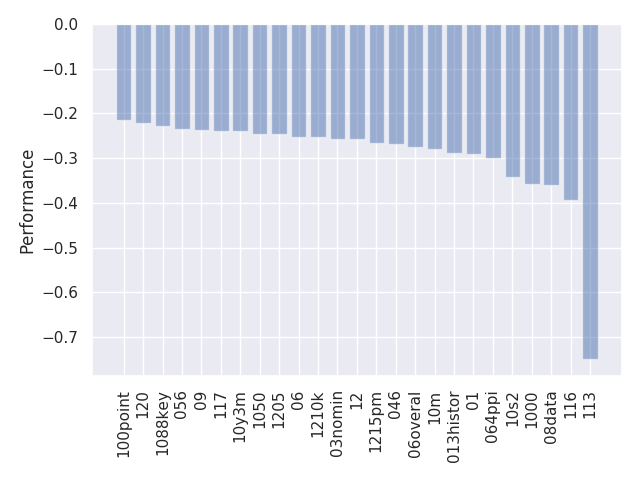 0.0
−0.1
−0.2
−0.3
−0.4
−0.5
−0.6
−0.7
Performance
100point
120
1088key
056
09
117
10y3m
1050
1205
06
1210k
03nomin
12
1215pm
046
06overal
10m
013histor
01
064ppi
10s2
1000
08data
116
113